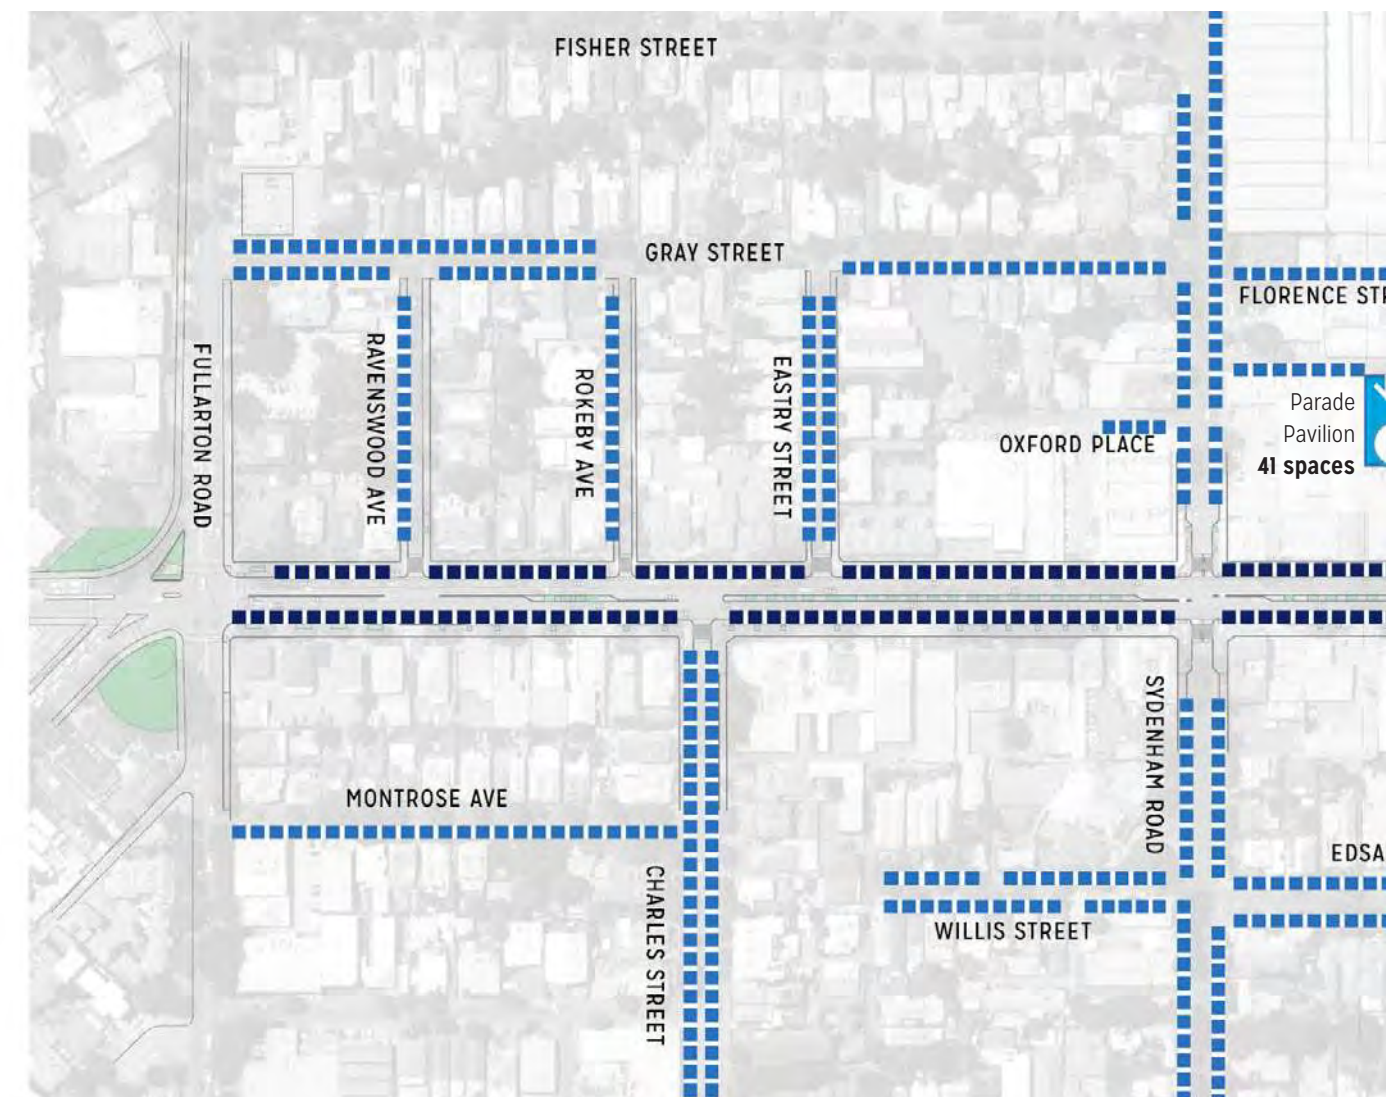 FISHER STREET
GRAY STREET
FLORENCE STR
FULLARTON ROAD
RAVENSWOOD AVE
ROKEBY AVE
EASTRY STREET
Parade
Pavilion
41 spaces
OXFORD PLACE
SYDENHAM ROAD
MONTROSE AVE
EDSA
CHARLES STREET
WILLIS STREET